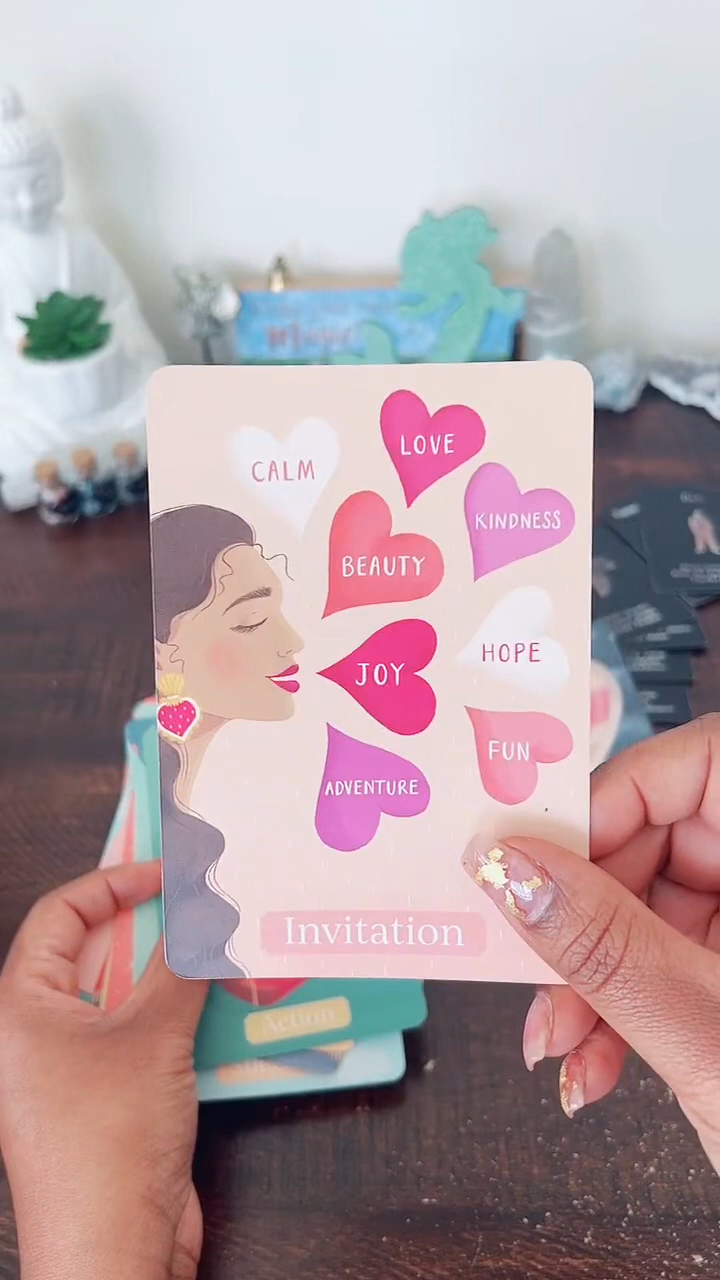 LOVE
CALM
KINDNESS
BEAUTY
HOPE
JOY
FUN
ADVENTURE
Invitation
Action